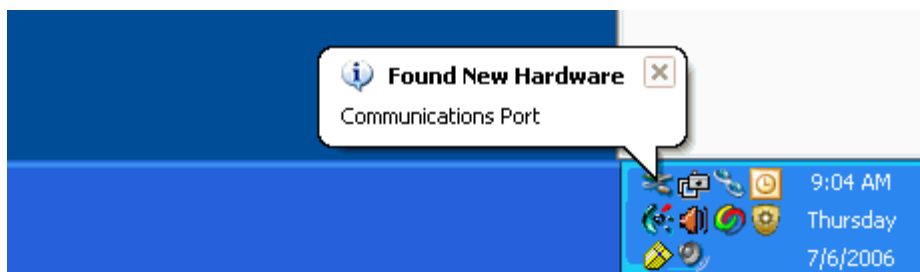 Found New Hardware
Communications Port
9:04 AM
Thursday
7/6/2006